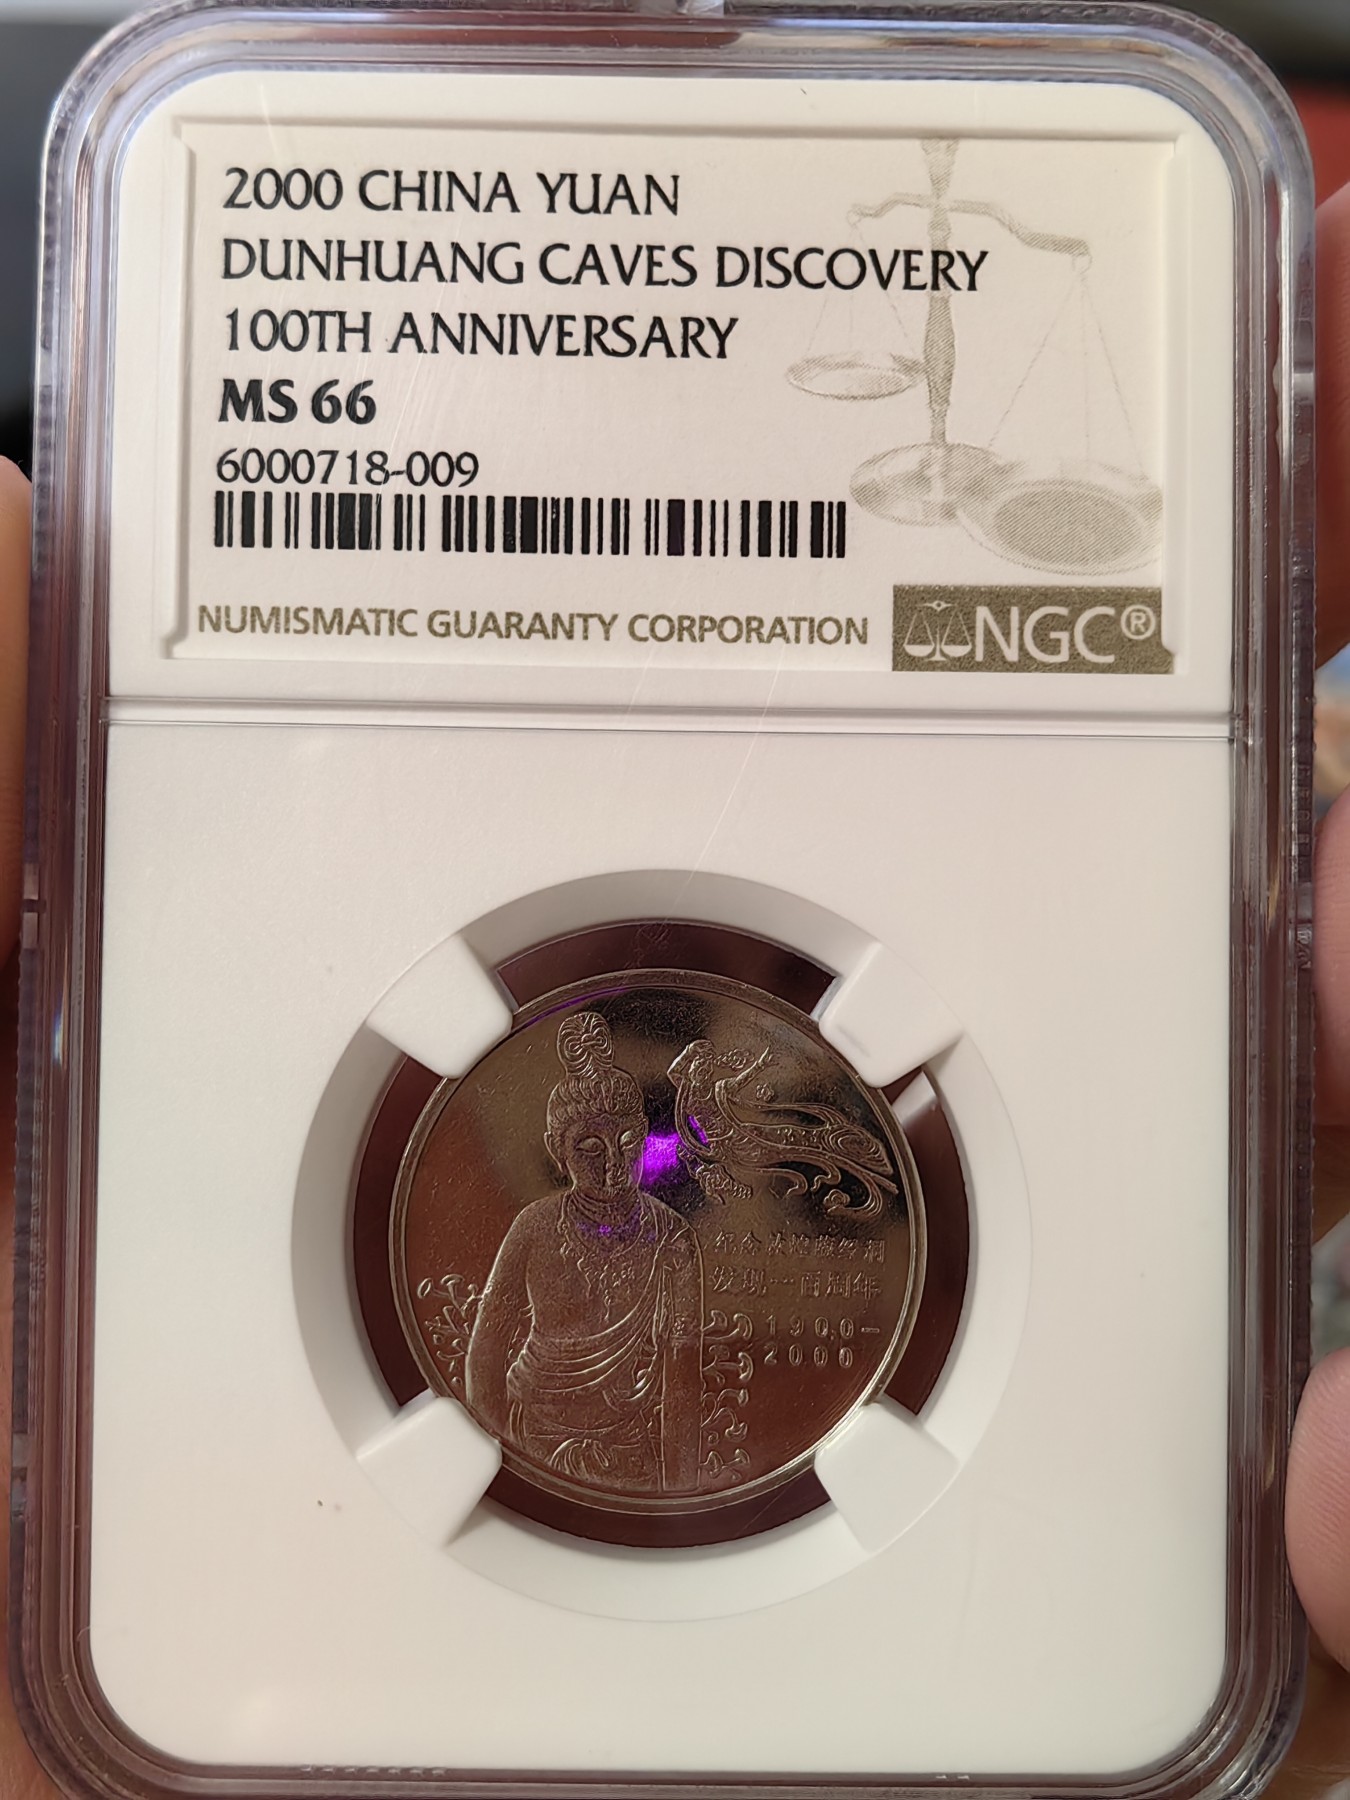 2000 CHINA YUAN
DUNHUANG CAVES DISCOVERY
100TH ANNIVERSARY
MS 66
6000718-009
NUMISMATIC GUARANTY CORPORATION
NGC®
纪念敦煌藏经洞
发现一百周年
1900-
2000